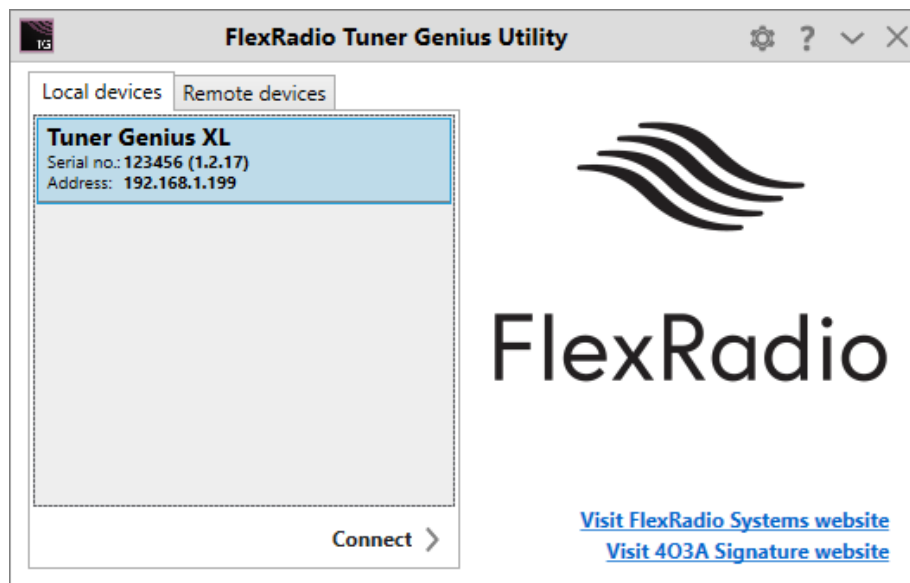 TG
FlexRadio Tuner Genius Utility
?
Local devices
Remote devices
Tuner Genius XL
Serial no.: 123456 (1.2.17)
Address: 192.168.1.199
FlexRadio
Connect
Visit FlexRadio Systems website
Visit 4O3A Signature website